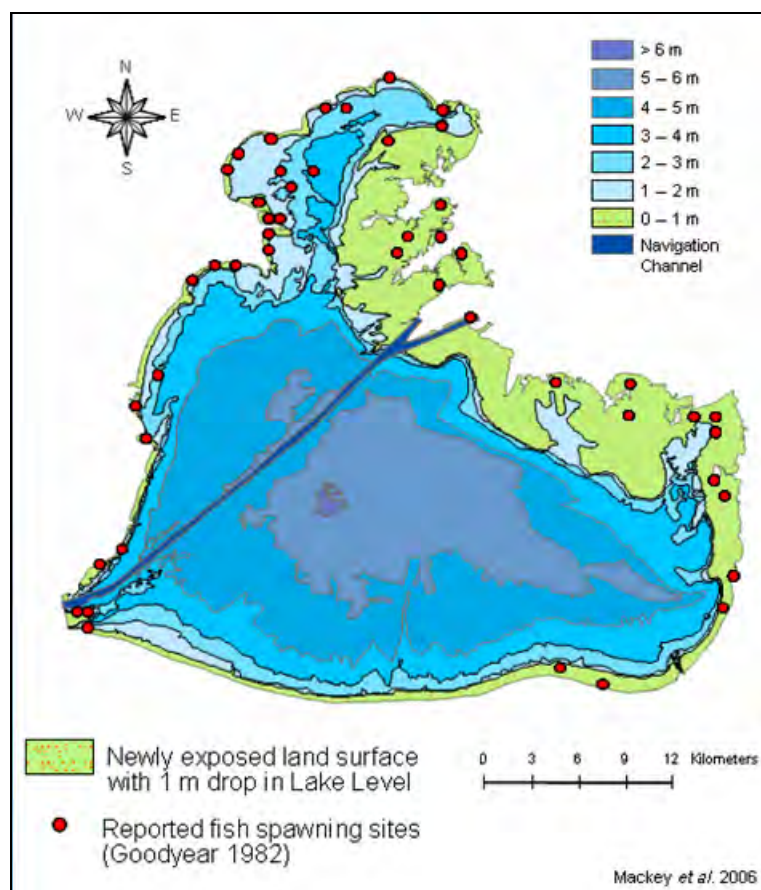 N
W E
S
> 6 m
5 – 6 m
4 – 5 m
3 – 4 m
2 – 3 m
1 – 2 m
0 – 1 m
Navigation
Channel
Newly exposed land surface
with 1 m drop in Lake Level
0 3 6 9 12 Kilometers
Reported fish spawning sites
(Goodyear 1982)
Mackey et al. 2006